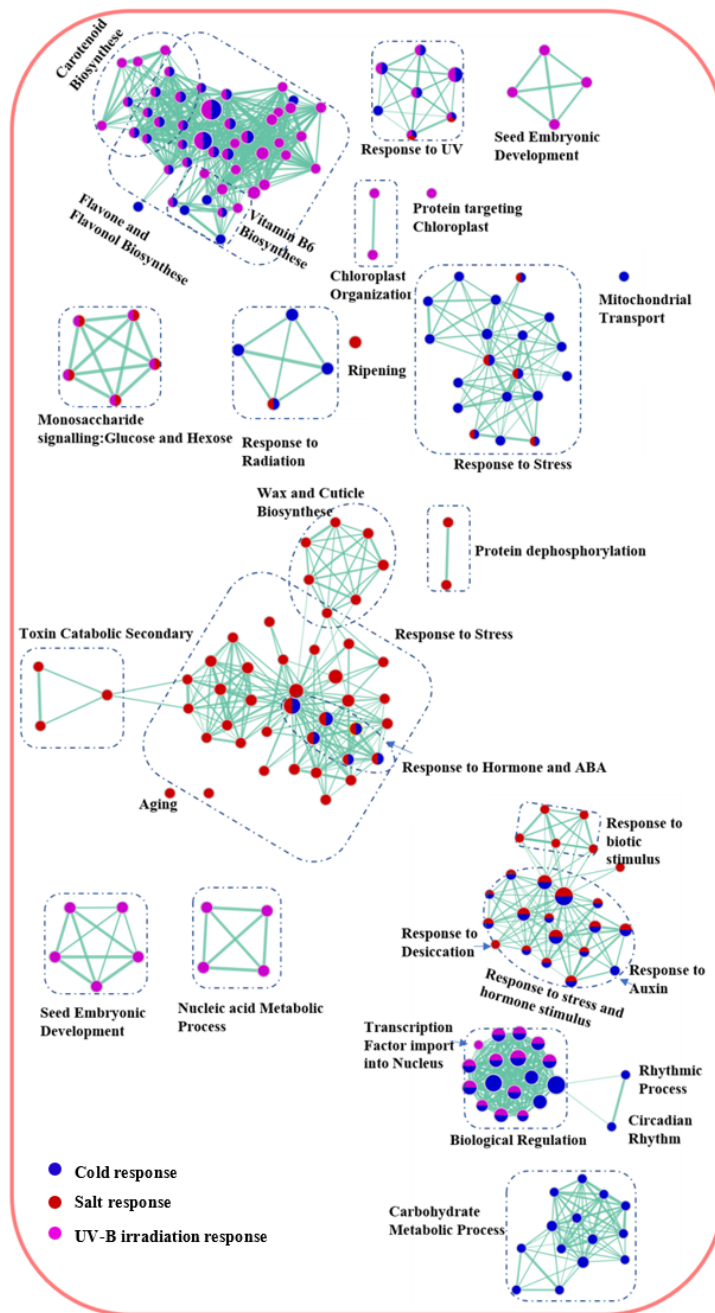 Carotenoid
Biosynthese
Response to UV
Seed Embryonic
Development
Flavone and
Flavonol Biosynthese
Vitamin B6
Biosynthese
Protein targeting
Chloroplast
Chloroplast
Organization
Mitochondrial
Transport
Ripening
Monosaccharide
signalling:Glucose and Hexose
Response to
Radiation
Response to Stress
Wax and Cuticle
Biosynthese
Protein dephosphorylation
Toxin Catabolic Secondary
Response to Stress
Response to Hormone and ABA
Aging
Response to
biotic
stimulus
Response to
Desiccation
Response to
Auxin
Response to stress and
hormone stimulus
Seed Embryonic
Development
Nucleic acid Metabolic
Process
Transcription
Factor import
into Nucleus
Rhythmic
Process
Circadian
Rhythm
Biological Regulation
Cold response
Salt response
UV-B irradiation response
Carbohydrate
Metabolic Process